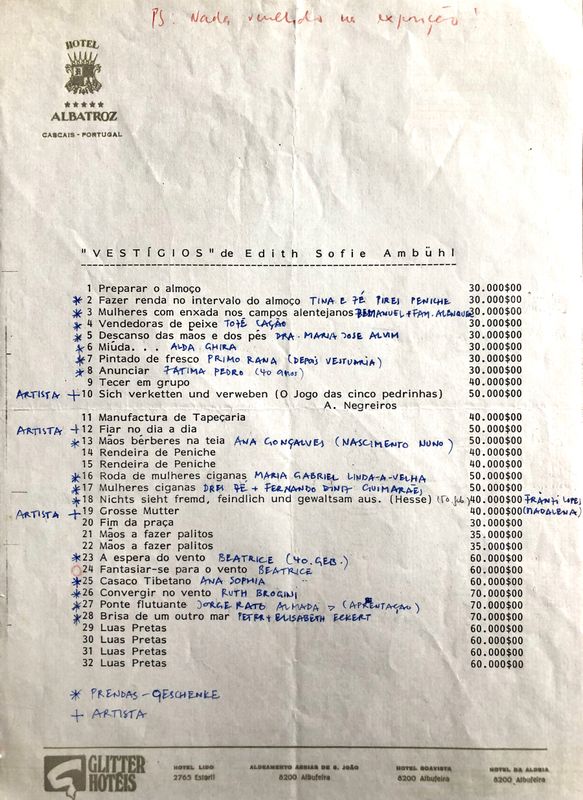 PS: Nada vendido na exposição!
HOTEL
★★★★★
ALBATROZ
CASCAIS - PORTUGAL
"VESTÍGIOS" de Edith Sofie Ambühl
1 Preparar o almoço 30.000$00
* 2 Fazer renda no intervalo do almoço TINA E ZÉ PIRES PENICHE 30.000$00
* 3 Mulheres com enxada nos campos alentejanos EMANUEL + FAM. 30.000$00
* 4 Vendedoras de peixe TOZÉ CAÇÃO 30.000$00
* 5 Descanso das mãos e dos pés DRA. MARIA JOSE ALVIM 30.000$00
* 6 Miúda... ALDA GHIRA 30.000$00
* 7 Pintado de fresco PRIMO RANA (DEPOIS VESTUARIA) 30.000$00
* 8 Anunciar FÁTIMA PEDRO (40 anos) 30.000$00
9 Tecer em grupo 40.000$00
ARTISTA + 10 Sich verketten und verweben (O Jogo das cinco pedrinhas) 50.000$00
A. Negreiros
11 Manufactura de Tapeçaria 40.000$00
ARTISTA + 12 Fiar no dia a dia 50.000$00
* 13 Mãos bérberes na teia ANA GONÇALVES (NASCIMENTO NUNO) 50.000$00
14 Rendeira de Peniche 40.000$00
15 Rendeira de Peniche 40.000$00
* 16 Roda de mulheres ciganas MARIA GABRIEL LINDA-A-VELHA 50.000$00
* 17 Mulheres ciganas DREI ZÉ + FERNANDO DINIZ GUIMARAES 50.000$00
* 18 Nichts sieht fremd, feindlich und gewaltsam aus. (Hesse) 40.000$00 FRANZI LOPES
(MADALENA)
ARTISTA + 19 Grosse Mutter 40.000$00
20 Fim da praça 30.000$00
21 Mãos a fazer palitos 35.000$00
22 Mãos a fazer palitos 35.000$00
* 23 A espera do vento BEATRICE (40. GEB.) 60.000$00
24 Fantasiar-se para o vento BEATRICE 60.000$00
* 25 Casaco Tibetano ANA SOPHIA 60.000$00
* 26 Convergir no vento RUTH BROGINI 70.000$00
* 27 Ponte flutuante JORGE RATO ALMADA > (APRENTAÇAO) 70.000$00
* 28 Brisa de um outro mar PETER + ELISABETH ECKERT 70.000$00
29 Luas Pretas 60.000$00
30 Luas Pretas 60.000$00
31 Luas Pretas 60.000$00
32 Luas Pretas 60.000$00
* PRENDAS - GESCHENKE
+ ARTISTA
GLITTER
HOTÉIS
HOTEL LIDO
2765 Estoril
ALDEAMENTO AREIAS DE S. JOÃO
8200 Albufeira
HOTEL BOAVISTA
8200 Albufeira
HOTEL DA ALDEIA
8200 Albufeira